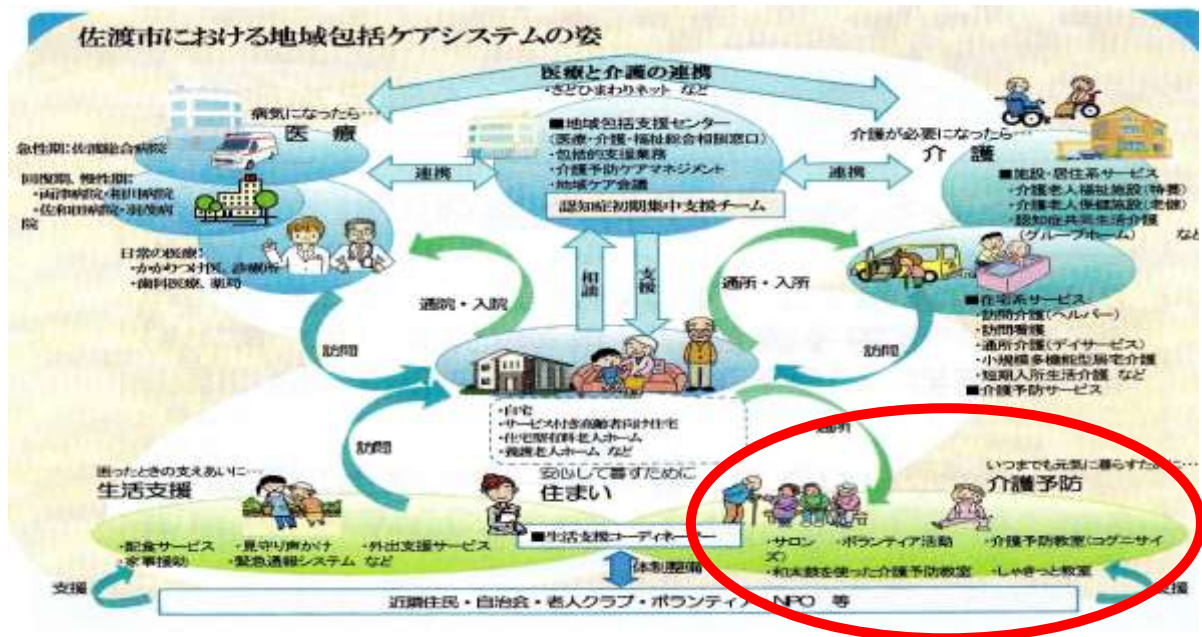 佐渡市における地域包括ケアシステムの姿
医療と介護の連携
・さどひまわりネット など
病気になったら…
医 療
急性期：佐渡総合病院
回復期、慢性期：
・両津病院・相川病院
・佐和田病院・羽茂病
院
日常の医療：
・かかりつけ医、診療所
・歯科医療、薬局
連携
■地域包括支援センター
(医療・介護・福祉総合相談窓口)
・包括的支援業務
・介護予防ケアマネジメント
・地域ケア会議
認知症初期集中支援チーム
連携
介護が必要になったら…
介 護
■施設・居住系サービス
・介護老人福祉施設(特養)
・介護老人保健施設(老健)
・認知症共同生活介護
(グループホーム) など
■在宅系サービス
・訪問介護(ヘルパー)
・訪問看護
・通所介護(デイサービス)
・小規模多機能型居宅介護
・短期入所生活介護 など
■介護予防サービス
通院・入院
相談
支援
通所・入所
訪問
訪問
・自宅
・サービス付き高齢者向け住宅
・住宅型有料老人ホーム
・養護老人ホーム など
訪問
通所
困ったときの支えあいに…
生活支援
・配食サービス ・見守り声かけ ・外出支援サービス
・家事援助 ・緊急通報システム など
安心して暮すために
住まい
■生活支援コーディネーター
いつまでも元気に暮らすために…
介護予防
・サロン ・ボランティア活動 ・介護予防教室(コグニサイ
ズ)
・和太鼓を使った介護予防教室 ・しゃきっと教室
支援
体制整備
支援
近隣住民・自治会・老人クラブ・ボランティア・NPO 等